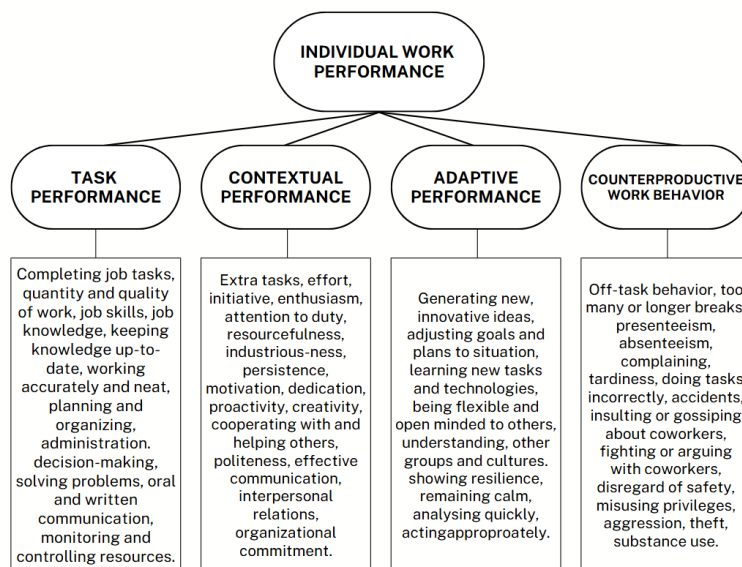 INDIVIDUAL WORK
PERFORMANCE
TASK
PERFORMANCE
CONTEXTUAL
PERFORMANCE
ADAPTIVE
PERFORMANCE
COUNTERPRODUCTIVE
WORK BEHAVIOR
Completing job tasks,
quantity and quality
of work, job skills, job
knowledge, keeping
knowledge up-to-
date, working
accurately and neat,
planning and
organizing,
administration.
decision-making,
solving problems, oral
and written
communication,
monitoring and
controlling resources.
Extra tasks, effort,
initiative, enthusiasm,
attention to duty,
resourcefulness,
industrious-ness,
persistence,
motivation, dedication,
proactivity, creativity,
cooperating with and
helping others,
politeness, effective
communication,
interpersonal
relations,
organizational
commitment.
Generating new,
innovative ideas,
adjusting goals and
plans to situation,
learning new tasks
and technologies,
being flexible and
open minded to others,
understanding, other
groups and cultures.
showing resilience,
remaining calm,
analysing quickly,
actingapproproately.
Off-task behavior, too
many or longer breaks,
presenteeism,
absenteeism,
complaining,
tardiness, doing tasks
incorrectly, accidents,
insulting or gossiping
about coworkers,
fighting or arguing
with coworkers,
disregard of safety,
misusing privileges,
aggression, theft,
substance use.